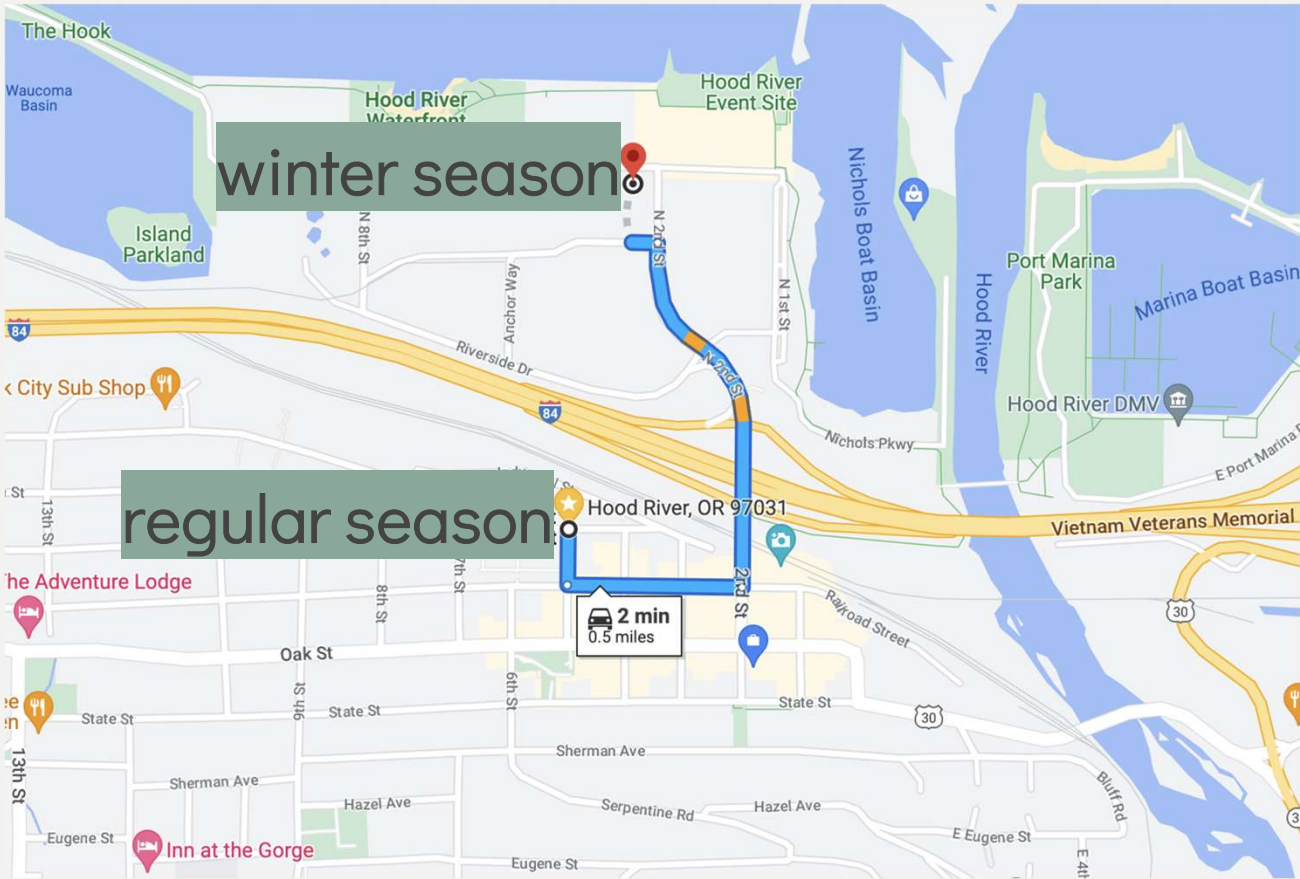 The Hook
Waucoma
Basin
Hood River
Waterfront
Hood River
Event Site
winter season
Island
Parkland
N 8th St
N 2nd St
Nichols Boat Basin
Port Marina
Park
Marina Boat Basin
Hood River
Anchor Way
N 1st St
84
Riverside Dr
N 2nd St
City Sub Shop
84
Hood River DMV
Nichols Pkwy
E Port Marina
St
13th St
regular season
Hood River, OR 97031
Vietnam Veterans Memorial
The Adventure Lodge
8th St
7th St
2nd St
2 min
0.5 miles
Railroad Street
30
Oak St
6th St
9th St
State St
State St
State St
30
13th St
Sherman Ave
Sherman Ave
Hazel Ave
Serpentine Rd
Hazel Ave
Bluff Rd
Eugene St
Inn at the Gorge
Eugene St
E Eugene St
E 4th